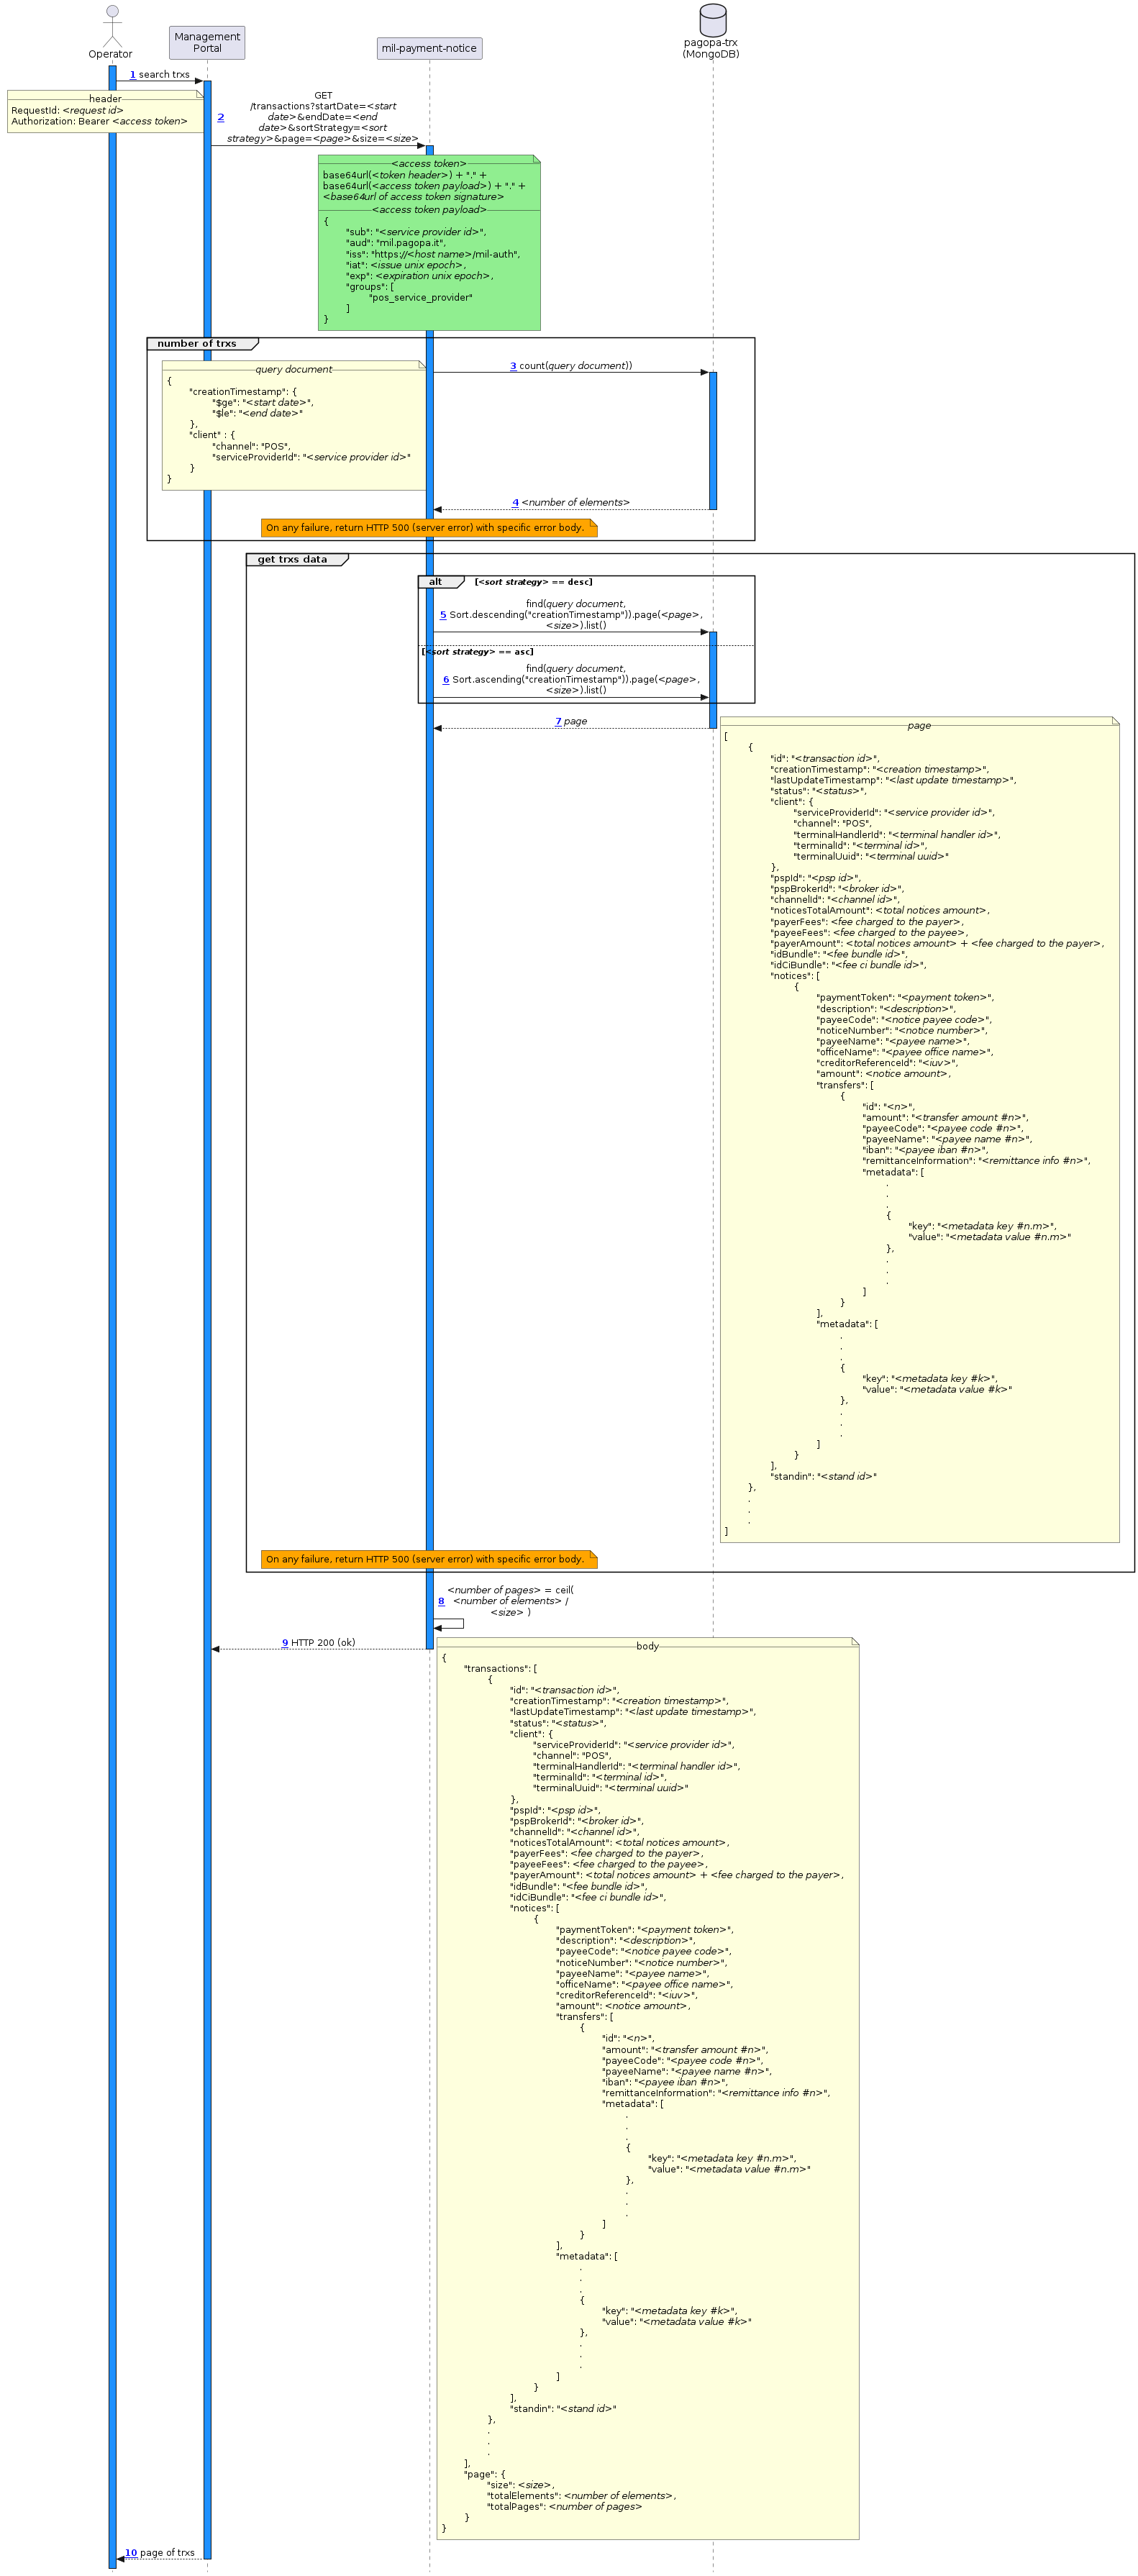 Operator
Management
Portal
mil-payment-notice
pagopa-trx
(MongoDB)
1 search trxs
header
RequestId: <request id>
Authorization: Bearer <access token>
2
GET
/transactions?startDate=<start
date>&endDate=<end
date>&sortStrategy=<sort
strategy>&page=<page>&size=<size>
<access token>
base64url(<token header>) + "." +
base64url(<access token payload>) + "." +
<base64url of access token signature>
<access token payload>
{
"sub": "<service provider id>",
"aud": "mil.pagopa.it",
"iss": "https://<host name>/mil-auth",
"iat": <issue unix epoch>,
"exp": <expiration unix epoch>,
"groups": [
"pos_service_provider"
]
}
number of trxs
3 count(query document))
query document
{
"creationTimestamp": {
"$ge": "<start date>",
"$le": "<end date>"
},
"client" : {
"channel": "POS",
"serviceProviderId": "<service provider id>"
}
}
4 <number of elements>
On any failure, return HTTP 500 (server error) with specific error body.
get trxs data
alt [<sort strategy> == desc]
find(query document,
5 Sort.descending("creationTimestamp")).page(<page>,
<size>).list()
[<sort strategy> == asc]
find(query document,
6 Sort.ascending("creationTimestamp")).page(<page>,
<size>).list()
7 page
page
[
{
"id": "<transaction id>",
"creationTimestamp": "<creation timestamp>",
"lastUpdateTimestamp": "<last update timestamp>",
"status": "<status>",
"client": {
"serviceProviderId": "<service provider id>",
"channel": "POS",
"terminalHandlerId": "<terminal handler id>",
"terminalId": "<terminal id>",
"terminalUuid": "<terminal uuid>"
},
"pspId": "<psp id>",
"pspBrokerId": "<broker id>",
"channelId": "<channel id>",
"noticesTotalAmount": <total notices amount>,
"payerFees": <fee charged to the payer>,
"payeeFees": <fee charged to the payee>,
"payerAmount": <total notices amount> + <fee charged to the payer>,
"idBundle": "<fee bundle id>",
"idCiBundle": "<fee ci bundle id>",
"notices": [
{
"paymentToken": "<payment token>",
"description": "<description>",
"payeeCode": "<notice payee code>",
"noticeNumber": "<notice number>",
"payeeName": "<payee name>",
"officeName": "<payee office name>",
"creditorReferenceId": "<iuv>",
"amount": <notice amount>,
"transfers": [
{
"id": "<n>",
"amount": "<transfer amount #n>",
"payeeCode": "<payee code #n>",
"payeeName": "<payee name #n>",
"iban": "<payee iban #n>",
"remittanceInformation": "<remittance info #n>",
"metadata": [
.
.
.
{
"key": "<metadata key #n.m>",
"value": "<metadata value #n.m>"
},
.
.
.
]
}
],
"metadata": [
.
.
.
{
"key": "<metadata key #k>",
"value": "<metadata value #k>"
},
.
.
.
]
}
],
"standin": "<stand id>"
},
.
.
.
]
On any failure, return HTTP 500 (server error) with specific error body.
<number of pages> = ceil(
8 <number of elements> /
<size> )
9 HTTP 200 (ok)
body
{
"transactions": [
{
"id": "<transaction id>",
"creationTimestamp": "<creation timestamp>",
"lastUpdateTimestamp": "<last update timestamp>",
"status": "<status>",
"client": {
"serviceProviderId": "<service provider id>",
"channel": "POS",
"terminalHandlerId": "<terminal handler id>",
"terminalId": "<terminal id>",
"terminalUuid": "<terminal uuid>"
},
"pspId": "<psp id>",
"pspBrokerId": "<broker id>",
"channelId": "<channel id>",
"noticesTotalAmount": <total notices amount>,
"payerFees": <fee charged to the payer>,
"payeeFees": <fee charged to the payee>,
"payerAmount": <total notices amount> + <fee charged to the payer>,
"idBundle": "<fee bundle id>",
"idCiBundle": "<fee ci bundle id>",
"notices": [
{
"paymentToken": "<payment token>",
"description": "<description>",
"payeeCode": "<notice payee code>",
"noticeNumber": "<notice number>",
"payeeName": "<payee name>",
"officeName": "<payee office name>",
"creditorReferenceId": "<iuv>",
"amount": <notice amount>,
"transfers": [
{
"id": "<n>",
"amount": "<transfer amount #n>",
"payeeCode": "<payee code #n>",
"payeeName": "<payee name #n>",
"iban": "<payee iban #n>",
"remittanceInformation": "<remittance info #n>",
"metadata": [
.
.
.
{
"key": "<metadata key #n.m>",
"value": "<metadata value #n.m>"
},
.
.
.
]
}
],
"metadata": [
.
.
.
{
"key": "<metadata key #k>",
"value": "<metadata value #k>"
},
.
.
.
]
}
],
"standin": "<stand id>"
},
.
.
.
],
"page": {
"size": <size>,
"totalElements": <number of elements>,
"totalPages": <number of pages>
}
}
10 page of trxs